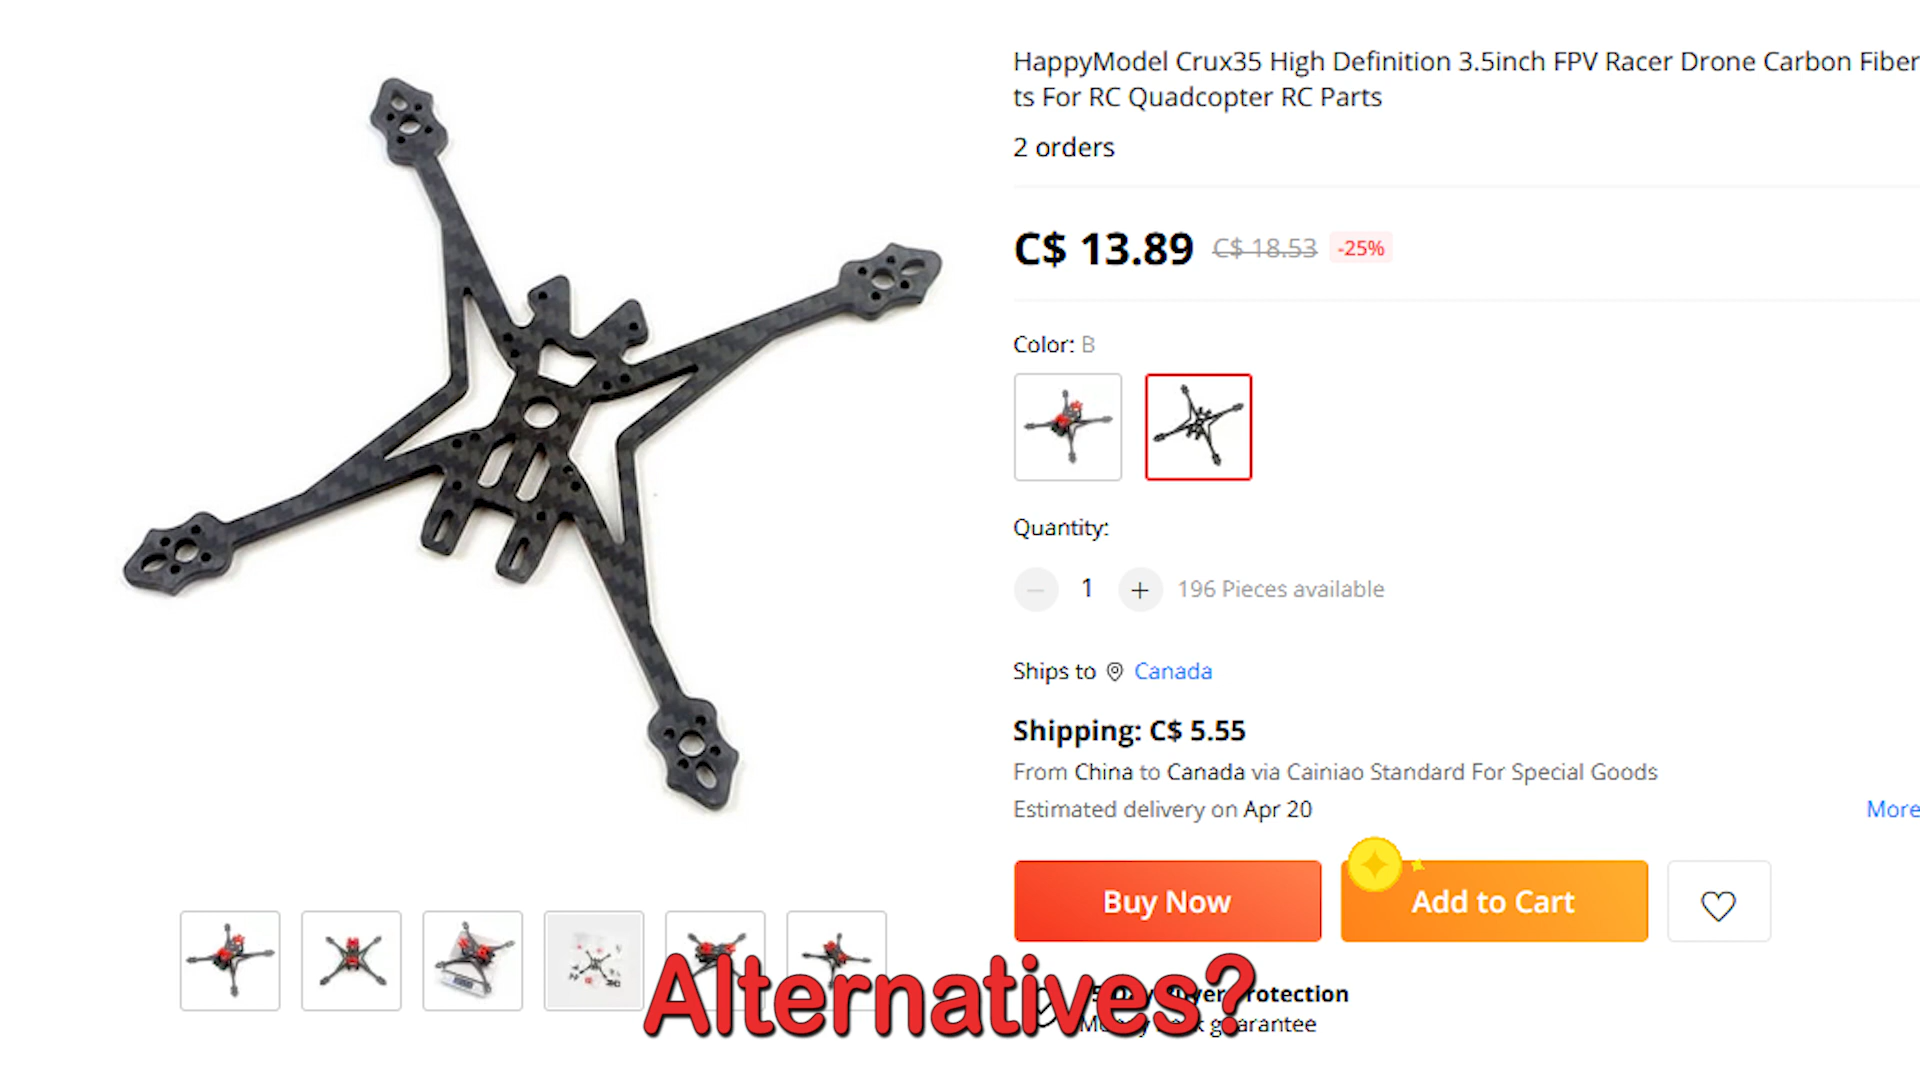 HappyModel Crux35 High Definition 3.5inch FPV Racer Drone Carbon Fiber
ts For RC Quadcopter RC Parts
2 orders
C$ 13.89 C$ 18.53 -25%
Color: B
Quantity:
1 + 196 Pieces available
Ships to Canada
Shipping: C$ 5.55
From China to Canada via Cainiao Standard For Special Goods
Estimated delivery on Apr 20 More
Buy Now Add to Cart
Alternatives?
guarantee